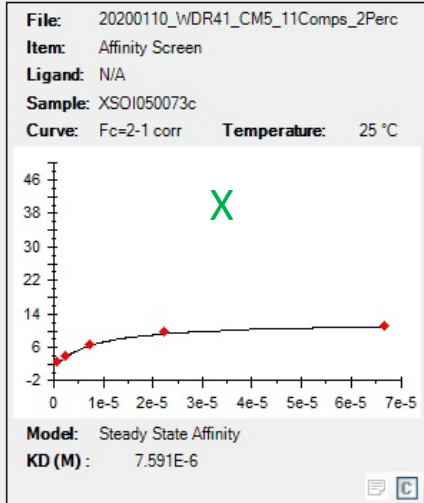 File: 20200110_WDR41_CM5_11Comps_2Perc
Item: Affinity Screen
Ligand: N/A
Sample: XSOI050073c
Curve: Fc=2-1 corr Temperature: 25 °C
X
46
38
30
22
14
6
-2
0 1e-5 2e-5 3e-5 4e-5 5e-5 6e-5 7e-5
Model: Steady State Affinity
KD (M) : 7.591E-6
C